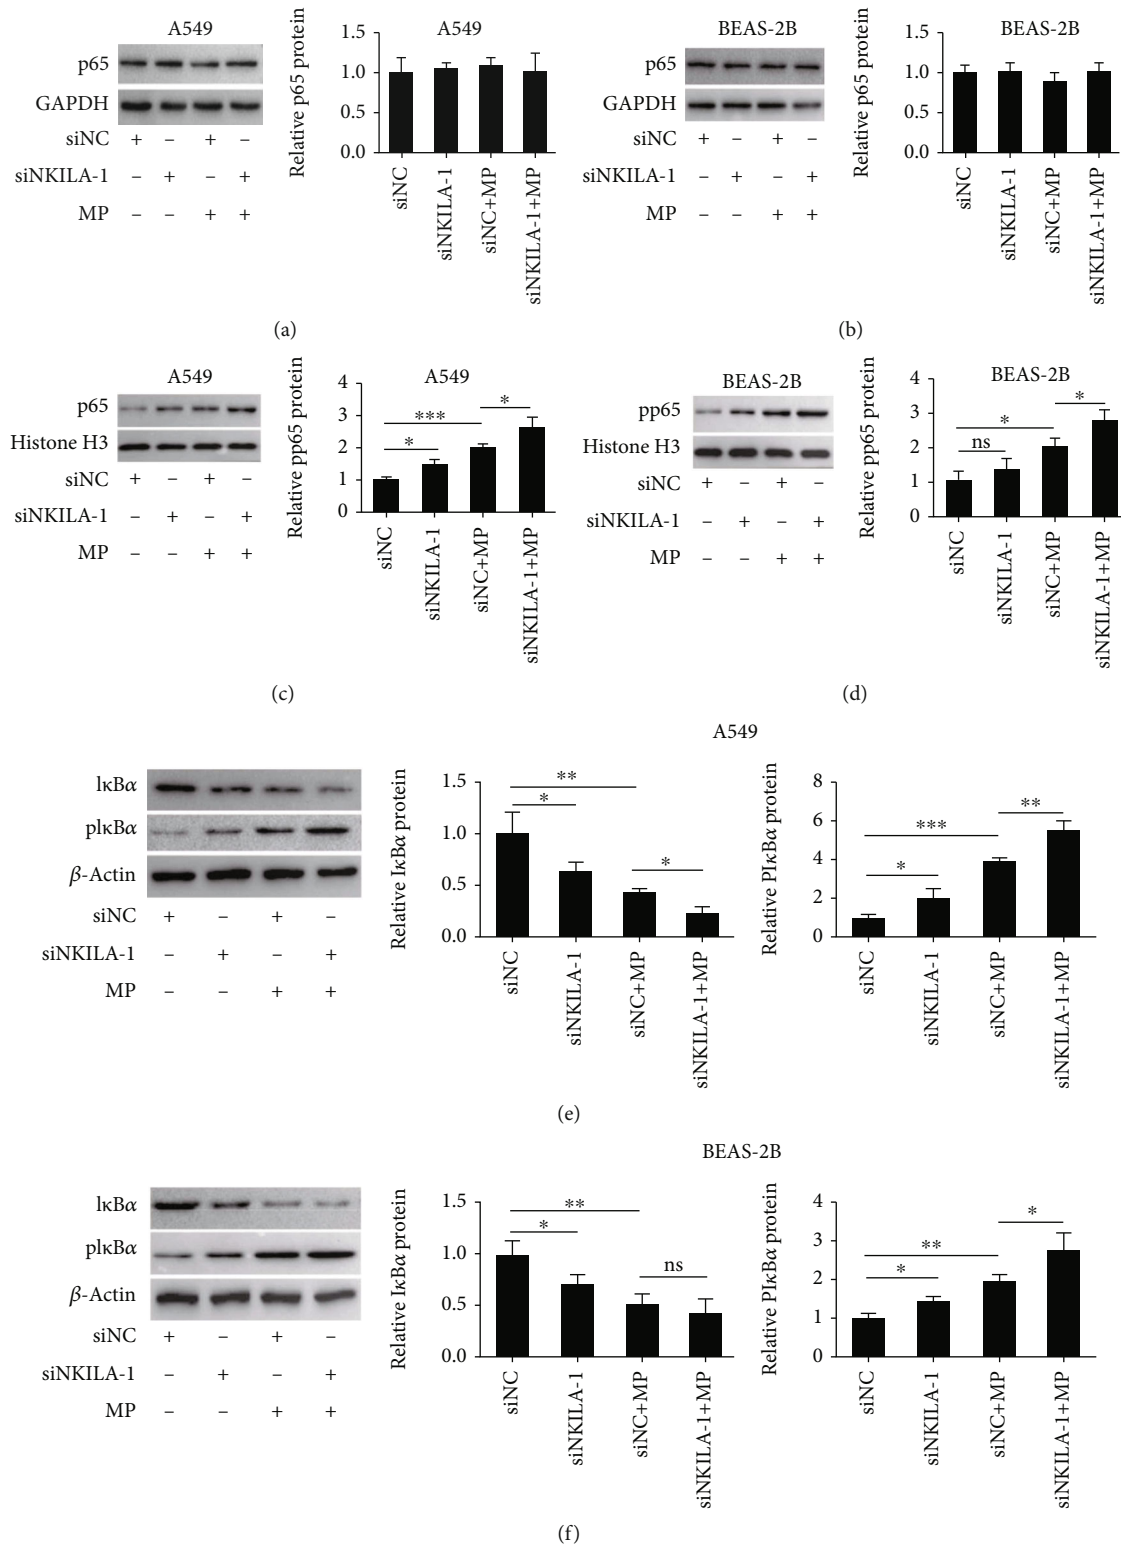 A549
p65
GAPDH
siNC + – + –
siNKILA-1 – + – +
MP – – + +
A549
Relative p65 protein
1.5
1.0
0.5
0.0
siNC
siNKILA-1
siNC+MP
siNKILA-1+MP
(a)
BEAS-2B
p65
GAPDH
siNC + – + –
siNKILA-1 – + – +
MP – – + +
BEAS-2B
Relative p65 protein
1.5
1.0
0.5
0.0
siNC
siNKILA-1
siNC+MP
siNKILA-1+MP
(b)
A549
p65
Histone H3
siNC + – + –
siNKILA-1 – + – +
MP – – + +
A549
Relative pp65 protein
4
3
2
1
0
*
***
*
siNC
siNKILA-1
siNC+MP
siNKILA-1+MP
(c)
BEAS-2B
pp65
Histone H3
siNC + – + –
siNKILA-1 – + – +
MP – – + +
BEAS-2B
Relative pp65 protein
4
3
2
1
0
ns
*
*
siNC
siNKILA-1
siNC+MP
siNKILA-1+MP
(d)
A549
lκBα
plκBα
β-Actin
siNC + – + –
siNKILA-1 – + – +
MP – – + +
Relative IκBα protein
1.5
1.0
0.5
0.0
**
*
*
siNC
siNKILA-1
siNC+MP
siNKILA-1+MP
Relative PIκBα protein
8
6
4
2
0
*
***
**
siNC
siNKILA-1
siNC+MP
siNKILA-1+MP
(e)
BEAS-2B
lκBα
plκBα
β-Actin
siNC + – + –
siNKILA-1 – + – +
MP – – + +
Relative IκBα protein
1.5
1.0
0.5
0.0
**
*
ns
siNC
siNKILA-1
siNC+MP
siNKILA-1+MP
Relative PIκBα protein
4
3
2
1
0
*
**
*
siNC
siNKILA-1
siNC+MP
siNKILA-1+MP
(f)